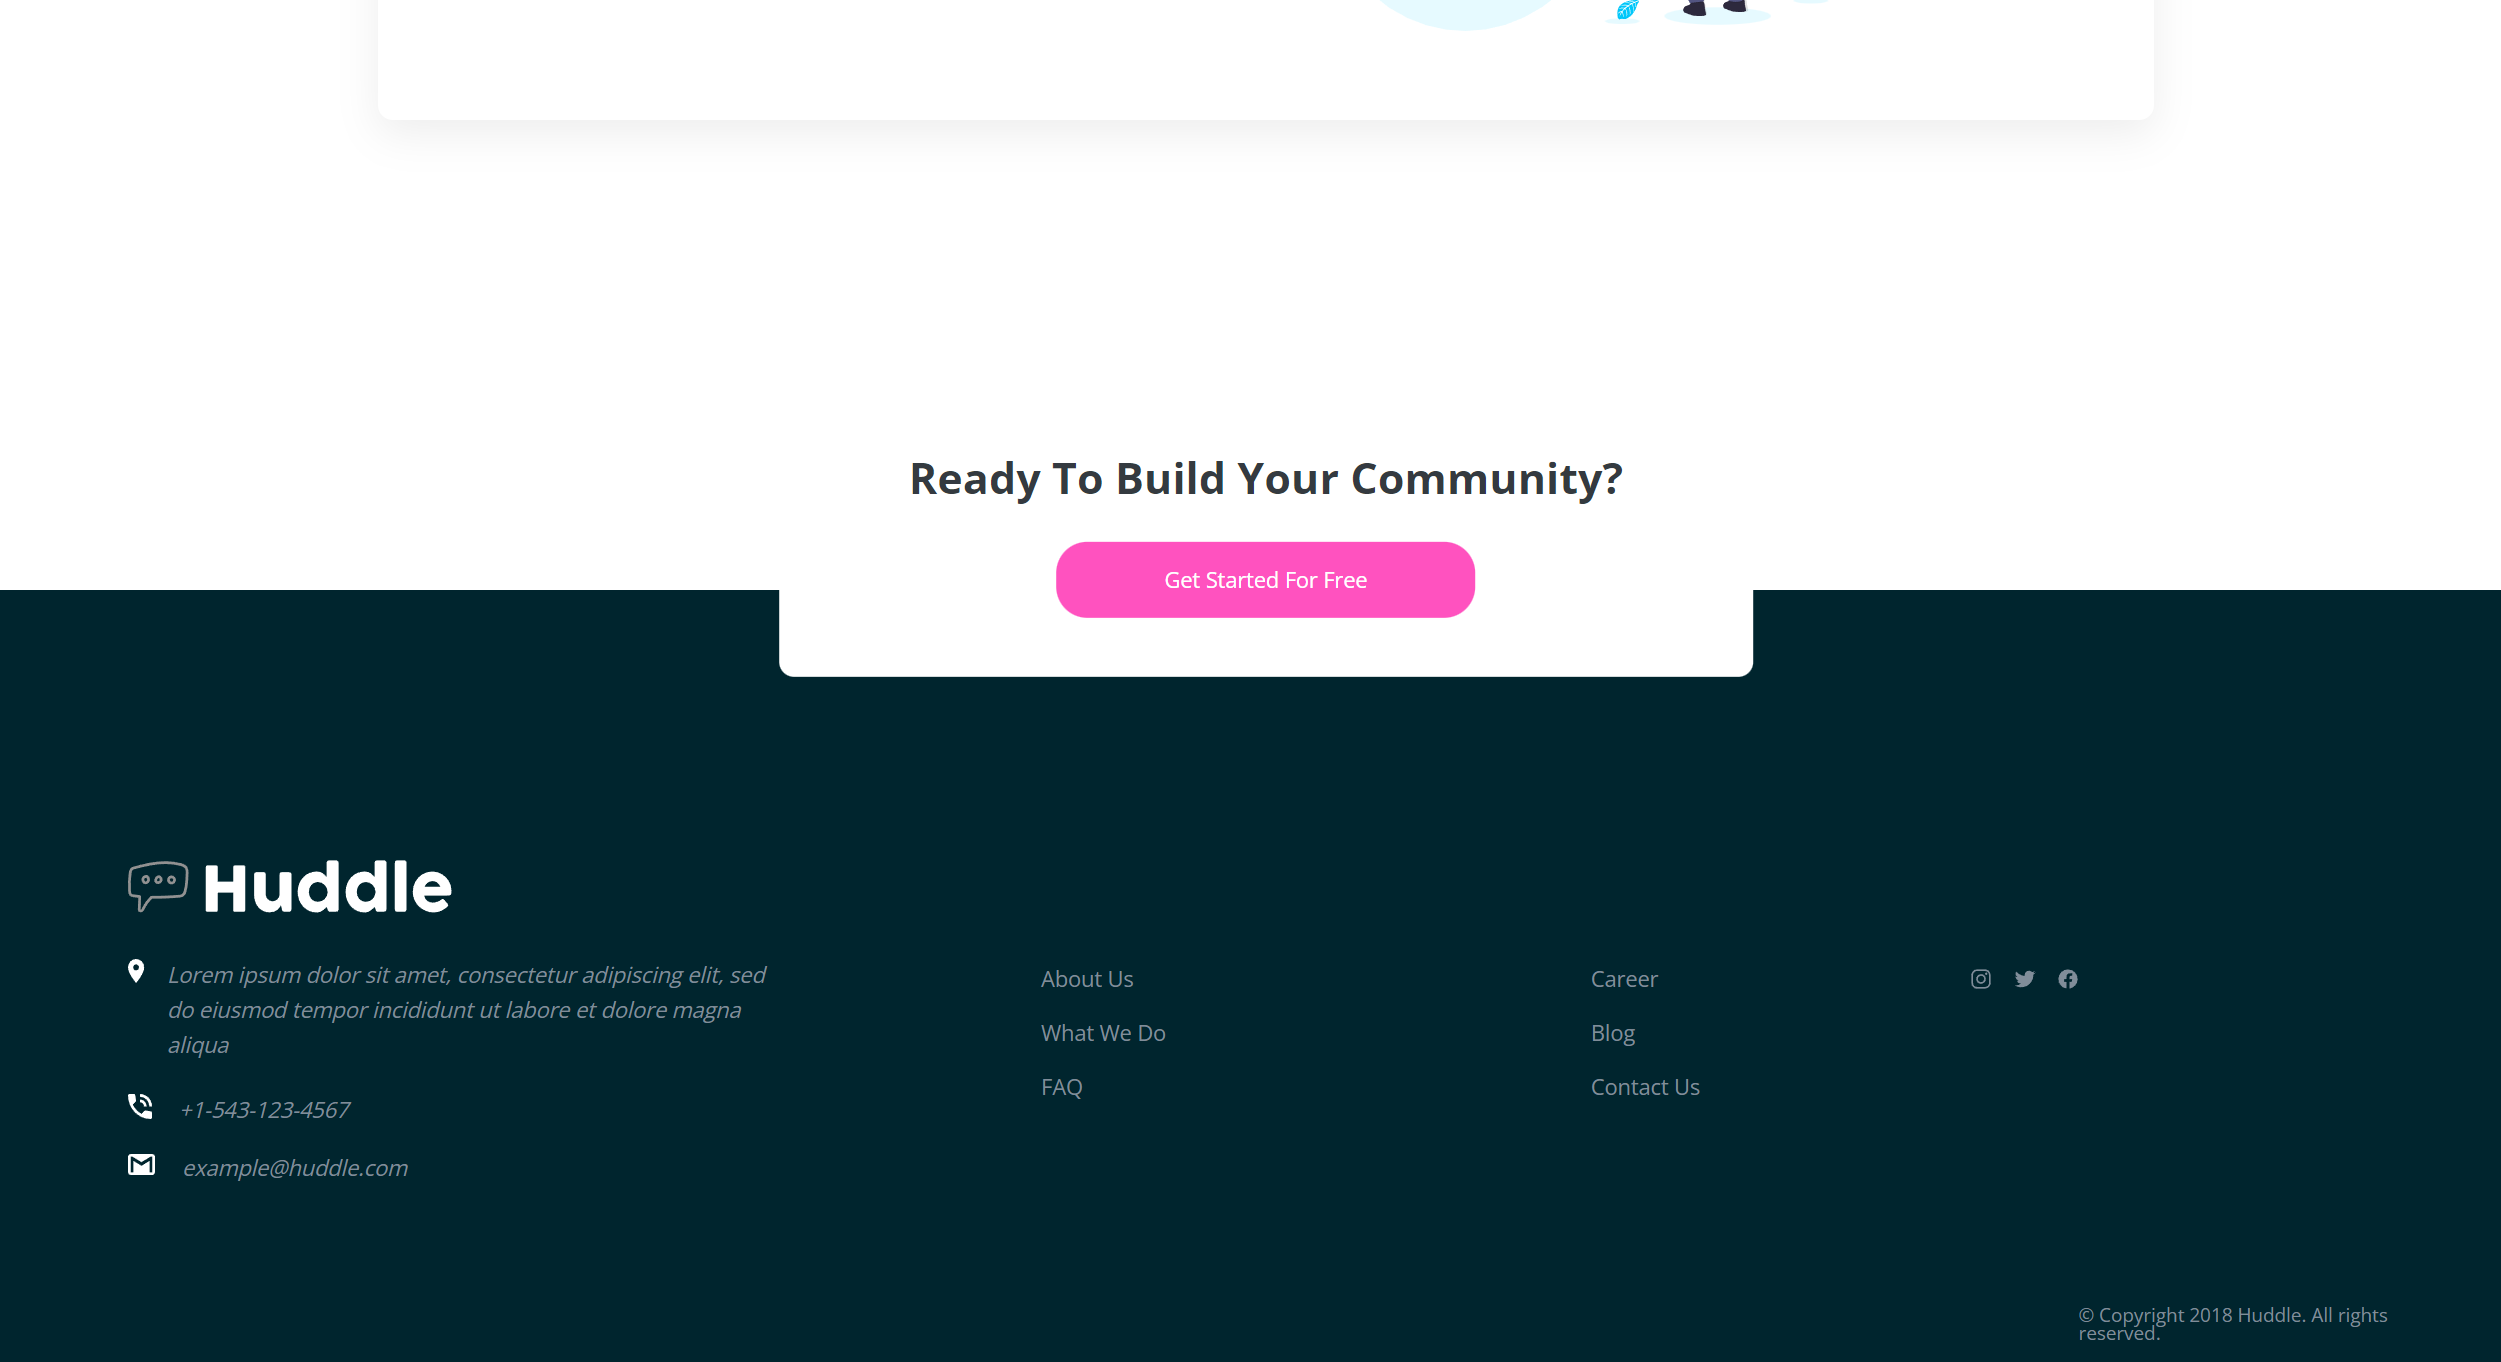 Ready To Build Your Community?
Get Started For Free
Huddle
Lorem ipsum dolor sit amet, consectetur adipiscing elit, sed
do eiusmod tempor incididunt ut labore et dolore magna
aliqua
+1-543-123-4567
example@huddle.com
About Us
What We Do
FAQ
Career
Blog
Contact Us
© Copyright 2018 Huddle. All rights
reserved.